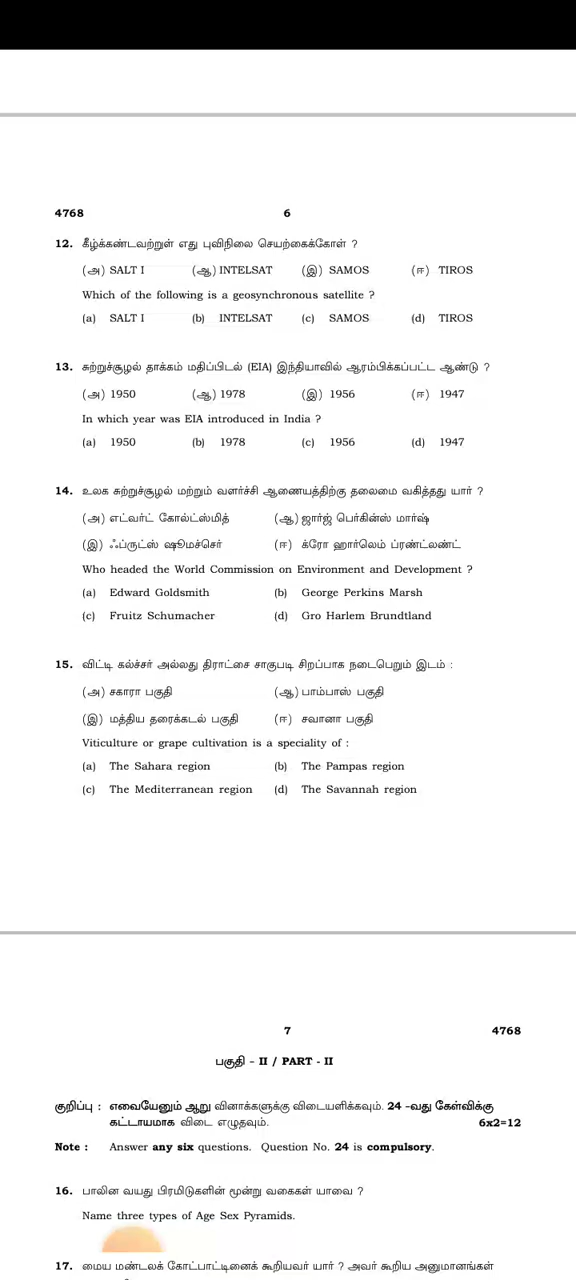 4768 6
12. கீழ்க்கண்டவற்றுள் எது புவிநிலை செயற்கைக்கோள் ?
(அ) SALT I (ஆ) INTELSAT (இ) SAMOS (ஈ) TIROS
Which of the following is a geosynchronous satellite ?
(a) SALT I (b) INTELSAT (c) SAMOS (d) TIROS
13. சுற்றுச்சூழல் தாக்கம் மதிப்பிடல் (EIA) இந்தியாவில் ஆரம்பிக்கப்பட்ட ஆண்டு ?
(அ) 1950 (ஆ) 1978 (இ) 1956 (ஈ) 1947
In which year was EIA introduced in India ?
(a) 1950 (b) 1978 (c) 1956 (d) 1947
14. உலக சுற்றுச்சூழல் மற்றும் வளர்ச்சி ஆணையத்திற்கு தலைமை வகித்தது யார் ?
(அ) எட்வர்ட் கோல்ட்ஸ்மித் (ஆ) ஜார்ஜ் பெர்கின்ஸ் மார்ஷ்
(இ) ஃப்ருட்ஸ் ஷூமச்செர் (ஈ) க்ரோ ஹார்லெம் ப்ரண்ட்லண்ட்
Who headed the World Commission on Environment and Development ?
(a) Edward Goldsmith (b) George Perkins Marsh
(c) Fruitz Schumacher (d) Gro Harlem Brundtland
15. விட்டி கல்ச்சர் அல்லது திராட்சை சாகுபடி சிறப்பாக நடைபெறும் இடம் :
(அ) சகாரா பகுதி (ஆ) பாம்பாஸ் பகுதி
(இ) மத்திய தரைக்கடல் பகுதி (ஈ) சவானா பகுதி
Viticulture or grape cultivation is a speciality of :
(a) The Sahara region (b) The Pampas region
(c) The Mediterranean region (d) The Savannah region
7 4768
பகுதி - II / PART - II
குறிப்பு : எவையேனும் ஆறு வினாக்களுக்கு விடையளிக்கவும். 24 -வது கேள்விக்கு
கட்டாயமாக விடை எழுதவும். 6x2=12
Note : Answer any six questions. Question No. 24 is compulsory.
16. பாலின வயது பிரமிடுகளின் மூன்று வகைகள் யாவை ?
Name three types of Age Sex Pyramids.
17. மைய மண்டலக் கோட்பாட்டினைக் கூறியவர் யார் ? அவர் கூறிய அனுமானங்கள்